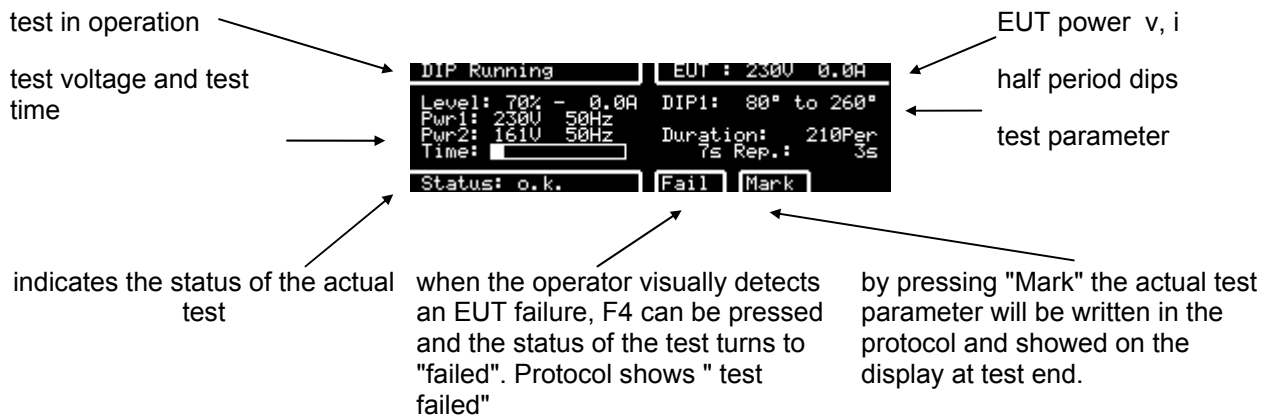 test in operation
EUT power v, i
test voltage and test
time
half period dips
test parameter
DIP Running
EUT : 230V 0.0A
Level: 70% - 0.0A
Pwr1: 230V 50Hz
Pwr2: 161V 50Hz
Time:
DIP1: 80° to 260°
Duration: 210Per
7s Rep.: 3s
Status: o.k.
Fail
Mark
indicates the status of the actual
test
when the operator visually detects
an EUT failure, F4 can be pressed
and the status of the test turns to
"failed". Protocol shows " test
failed"
by pressing "Mark" the actual test
parameter will be written in the
protocol and showed on the
display at test end.